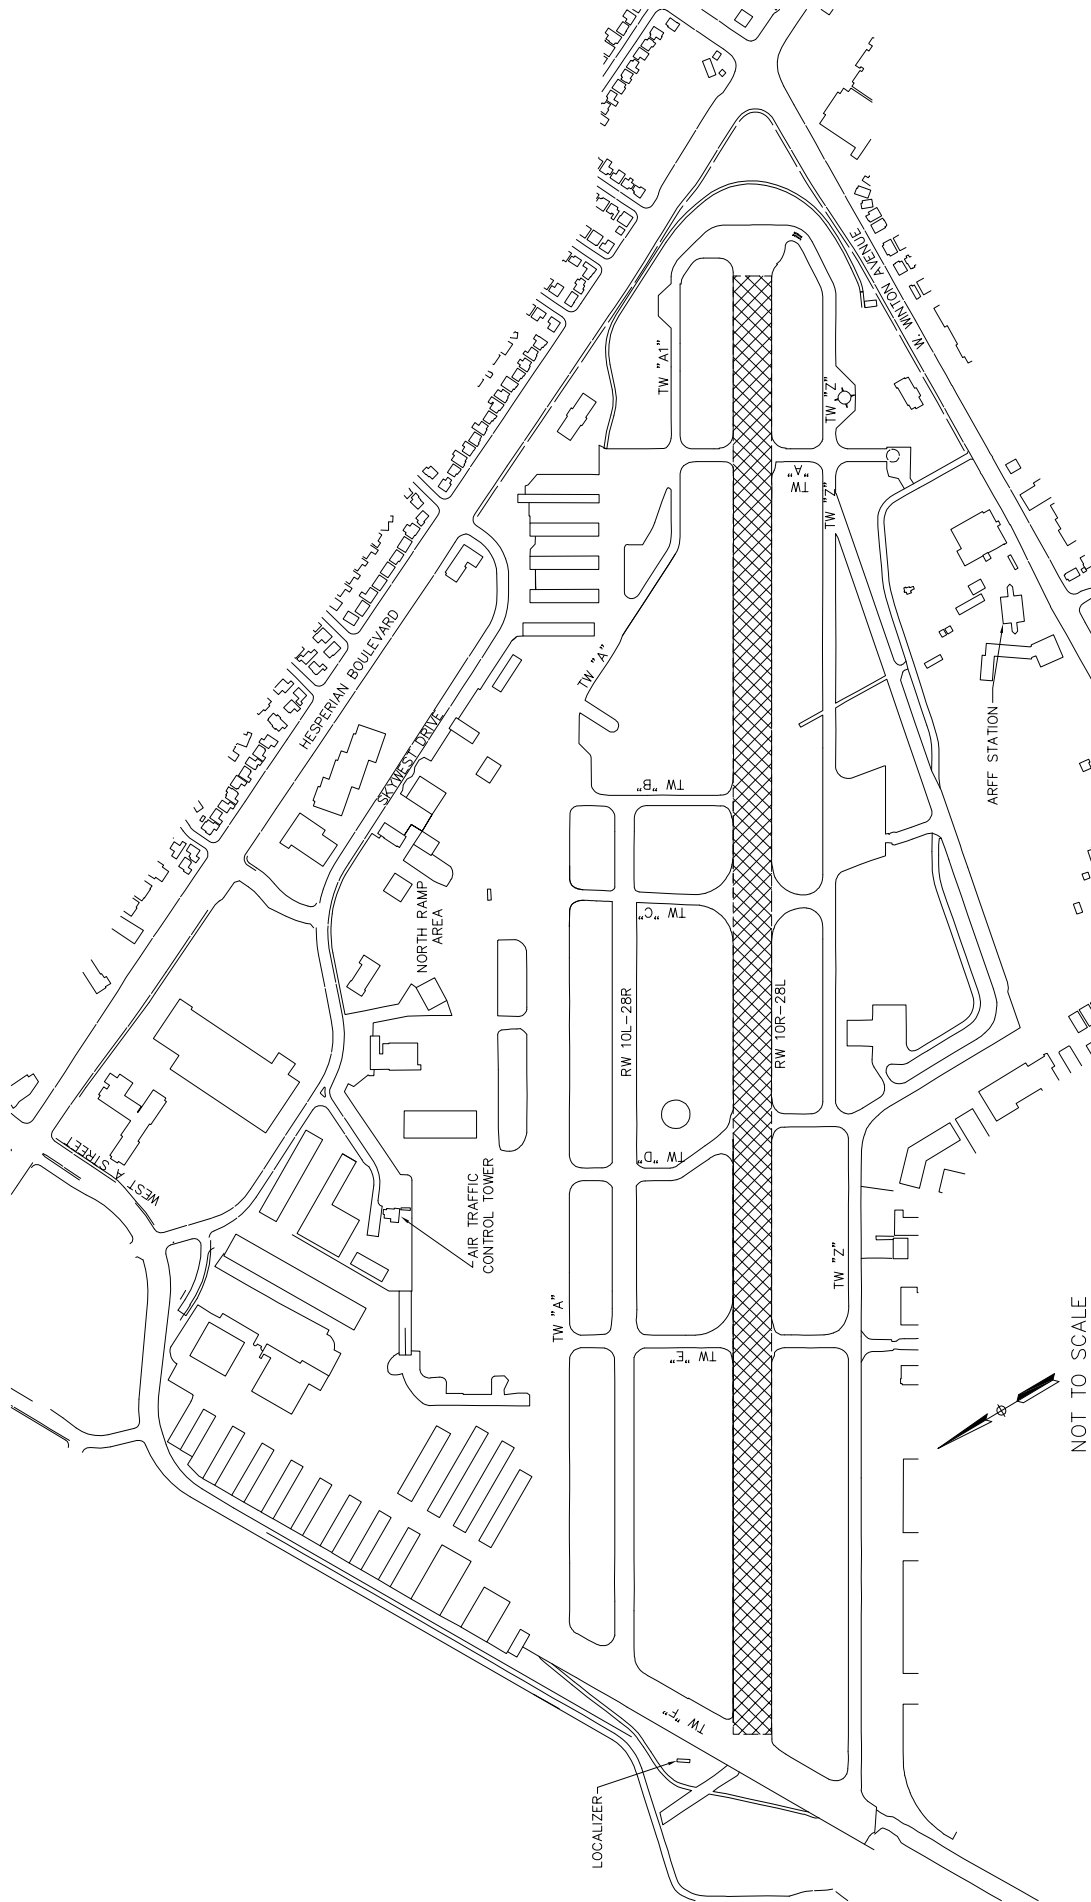 W. WINTON AVENUE
TW "A1"
TW "Z"
TW "A"
TW "Z"
HESPERIAN BOULEVARD
TW "A"
SKYWEST DRIVE
ARFF STATION
TW "B"
NORTH RAMP
AREA
TW "C"
RW 10L-28R
RW 10R-28L
WEST A STREET
TW "D"
AIR TRAFFIC
CONTROL TOWER
TW "A"
TW "Z"
TW "E"
NOT TO SCALE
TW "F"
LOCALIZER